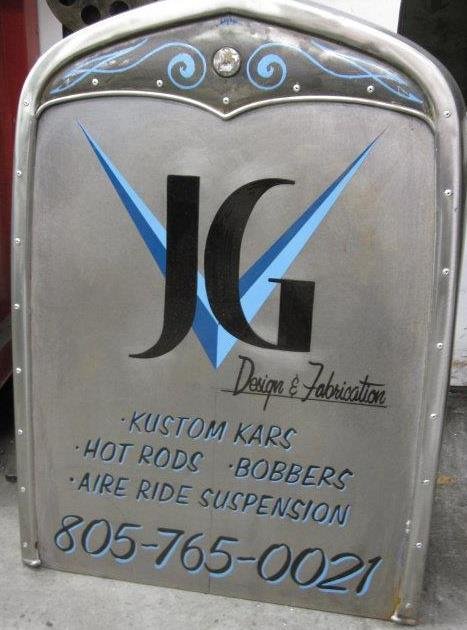 JG
Design & Fabrication
·KUSTOM KARS
·HOT RODS ·BOBBERS
·AIRE RIDE SUSPENSION
805-765-0021